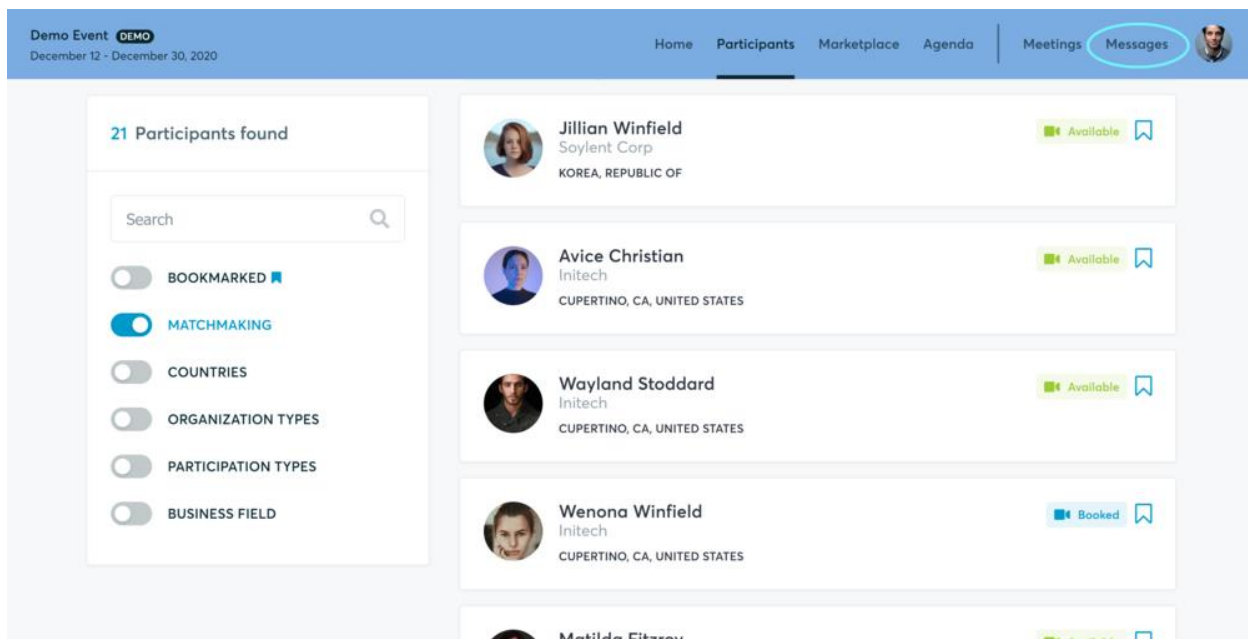 Demo Event DEMO
December 12 - December 30, 2020
Home Participants Marketplace Agenda Meetings Messages
21 Participants found
Search
BOOKMARKED
MATCHMAKING
COUNTRIES
ORGANIZATION TYPES
PARTICIPATION TYPES
BUSINESS FIELD
Jillian Winfield
Available
Soylent Corp
KOREA, REPUBLIC OF
Avice Christian
Available
Initech
CUPERTINO, CA, UNITED STATES
Wayland Stoddard
Available
Initech
CUPERTINO, CA, UNITED STATES
Wenona Winfield
Booked
Initech
CUPERTINO, CA, UNITED STATES
Matilda Fitzroy